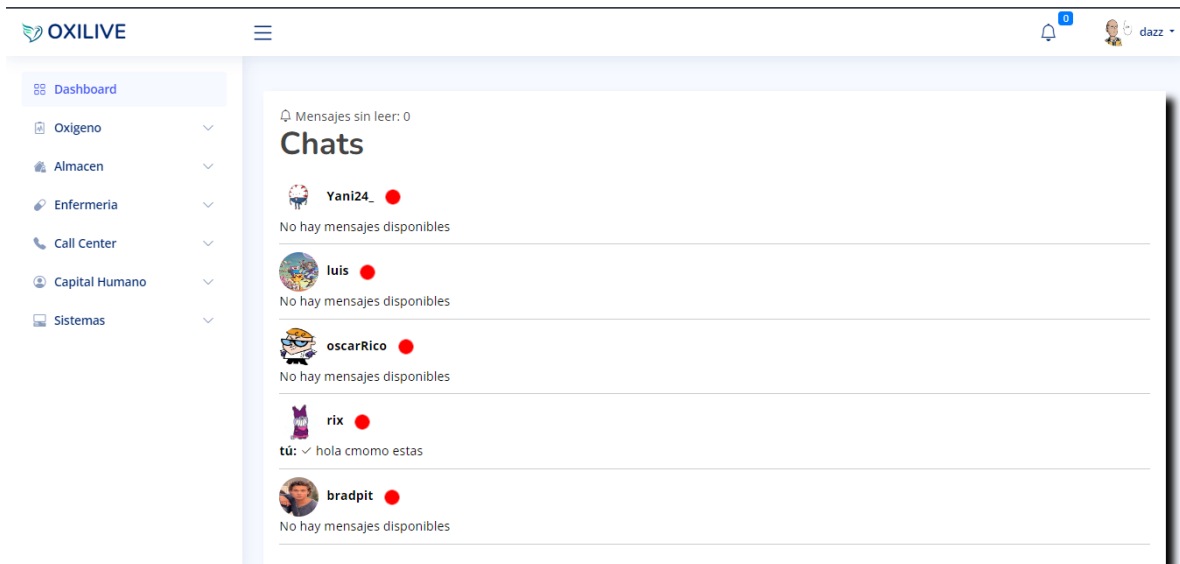 OXILIVE
0
dazz
Dashboard
Oxigeno
Almacen
Enfermeria
Call Center
Capital Humano
Sistemas
Mensajes sin leer: 0
Chats
Yani24_
No hay mensajes disponibles
luis
No hay mensajes disponibles
oscarRico
No hay mensajes disponibles
rix
tú: ✓ hola cmomo estas
bradpit
No hay mensajes disponibles